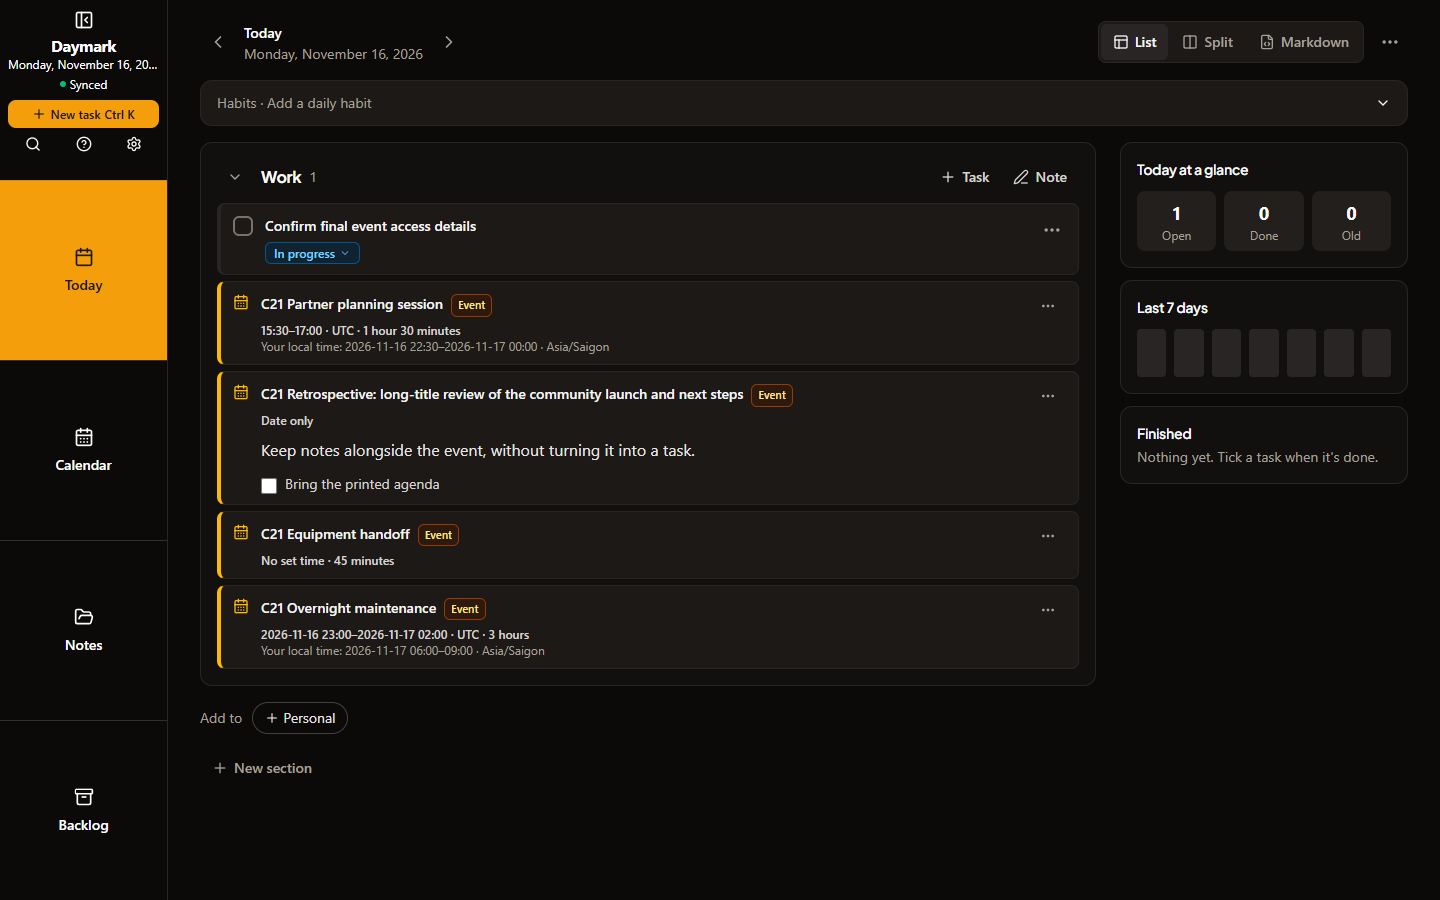 Daymark
Monday, November 16, 20...
Synced
New task Ctrl K
Today
Calendar
Notes
Backlog
Today
Monday, November 16, 2026
List
Split
Markdown
Habits · Add a daily habit
Work 1
Task
Note
Confirm final event access details
In progress
C21 Partner planning session Event
15:30–17:00 · UTC · 1 hour 30 minutes
Your local time: 2026-11-16 22:30–2026-11-17 00:00 · Asia/Saigon
C21 Retrospective: long-title review of the community launch and next steps Event
Date only
Keep notes alongside the event, without turning it into a task.
Bring the printed agenda
C21 Equipment handoff Event
No set time · 45 minutes
C21 Overnight maintenance Event
2026-11-16 23:00–2026-11-17 02:00 · UTC · 3 hours
Your local time: 2026-11-17 06:00–09:00 · Asia/Saigon
Add to
Personal
New section
Today at a glance
1 0 0
Open Done Old
Last 7 days
Finished
Nothing yet. Tick a task when it's done.